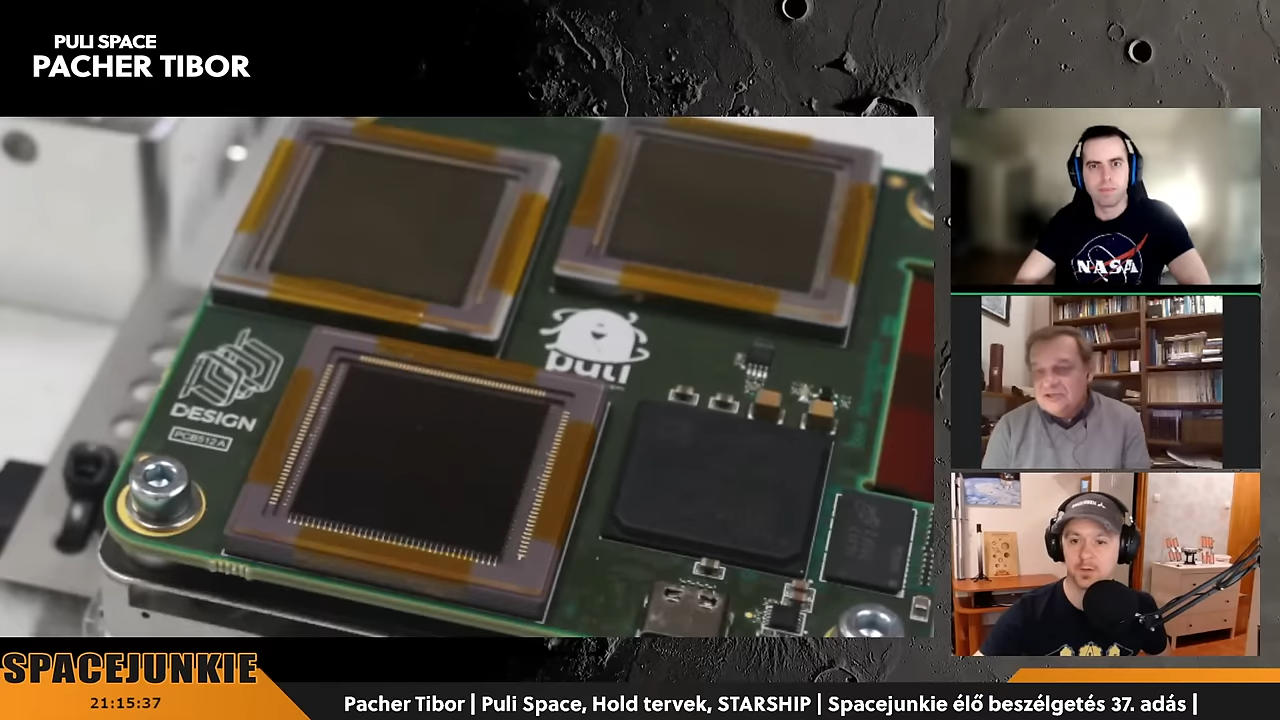 PULI SPACE
PACHER TIBOR
NASA
puli
DESIGN
PCB512A
SPACEJUNKIE
21:15:37
Pacher Tibor | Puli Space, Hold tervek, STARSHIP | Spacejunkie élő beszélgetés 37. adás |